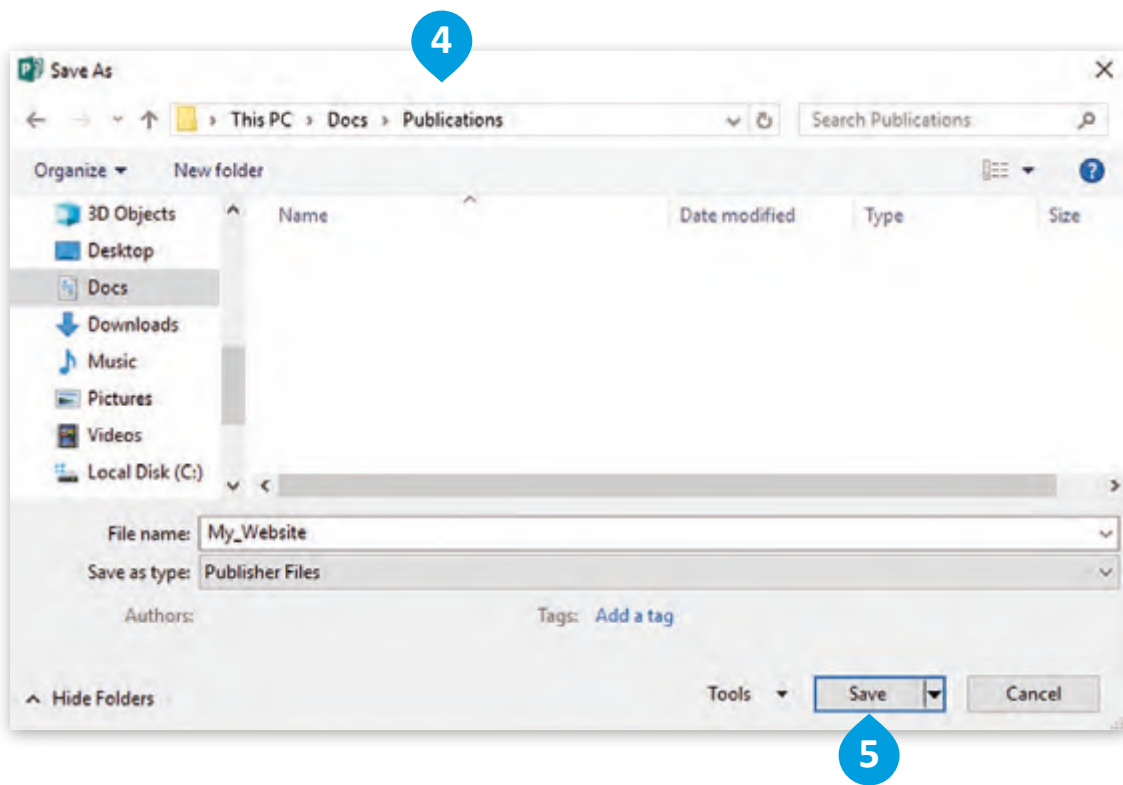 4
Save As
This PC › Docs › Publications
Search Publications
Organize
New folder
Name
Date modified
Type
Size
3D Objects
Desktop
Docs
Downloads
Music
Pictures
Videos
Local Disk (C:)
File name: My_Website
Save as type: Publisher Files
Authors:
Tags: Add a tag
Hide Folders
Tools
Save
Cancel
5